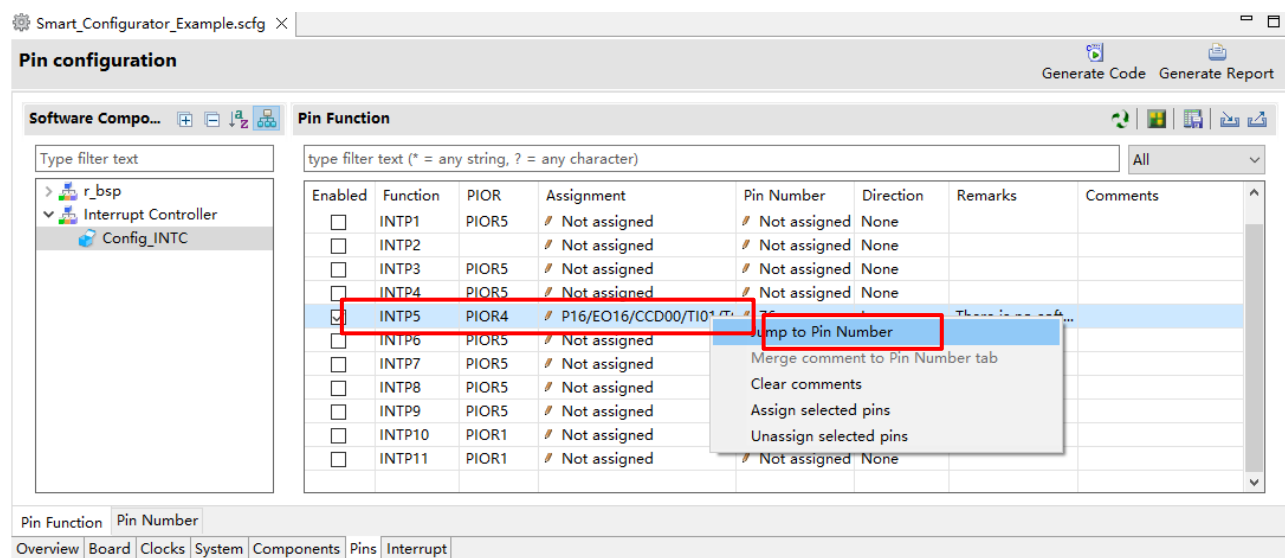 Smart_Configurator_Example.scfg
Pin configuration
Generate Code Generate Report
Software Compo... Pin Function
Type filter text
type filter text (* = any string, ? = any character)
All
r_bsp
Interrupt Controller
Config_INTC
Enabled Function PIOR Assignment Pin Number Direction Remarks Comments
INTP1 PIOR5 Not assigned Not assigned None
INTP2 Not assigned Not assigned None
INTP3 PIOR5 Not assigned Not assigned None
INTP4 PIOR5 Not assigned Not assigned None
INTP5 PIOR4 P16/EO16/CCD00/TI01/T There is no soft...
INTP6 PIOR5 Not assigned
INTP7 PIOR5 Not assigned
INTP8 PIOR5 Not assigned
INTP9 PIOR5 Not assigned
INTP10 PIOR1 Not assigned
INTP11 PIOR1 Not assigned Not assigned None
Jump to Pin Number
Merge comment to Pin Number tab
Clear comments
Assign selected pins
Unassign selected pins
Pin Function Pin Number
Overview Board Clocks System Components Pins Interrupt